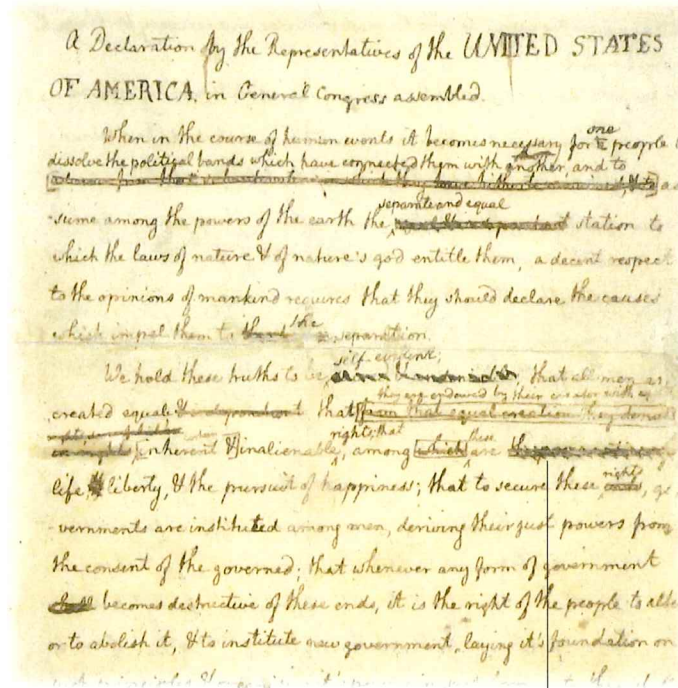 A Declaration by the Representatives of the UNITED STATES
OF AMERICA, in General Congress assembled.
When in the course of human events it becomes necessary for one people
dissolve the political bands which have connected them with another, and to
as
separate and equal
-sume among the powers of the earth the station to
which the laws of nature & of nature's god entitle them, a decent respect
to the opinions of mankind requires that they should declare the causes
the
which impel them to separation.
self-evident;
We hold these truths to be, that all men
they are endowed by their creator with
created equal that from that equal creation they
rights; that
these
[inherent &] inalienable, among [which] are
rights
life, liberty, & the pursuit of happiness; that to secure these, go
-vernments are instituted among men, deriving their just powers from
the consent of the governed; that whenever any form of government
becomes destructive of these ends, it is the right of the people to
or to abolish it, & to institute new government, laying it's foundation on